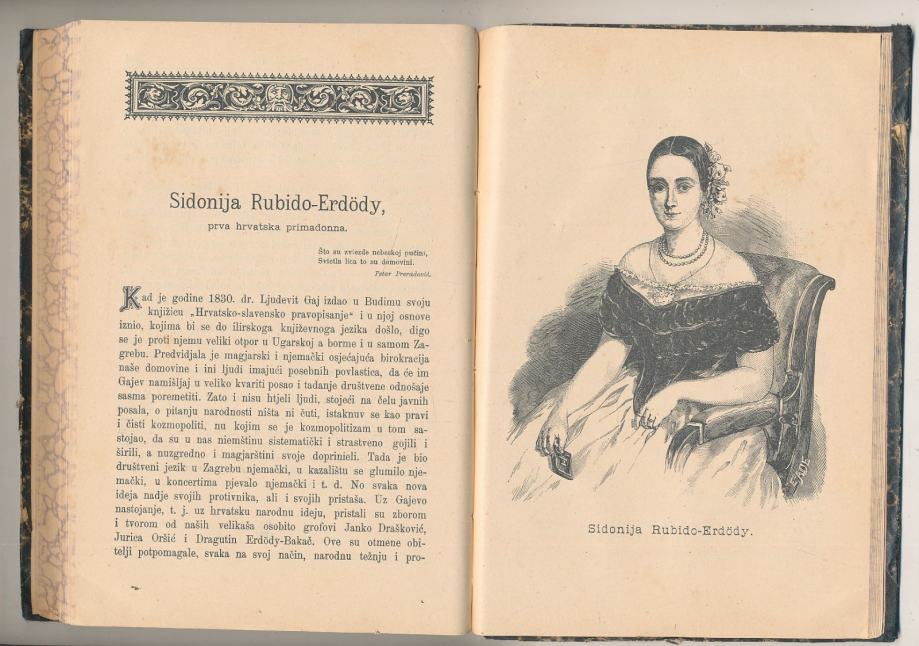 Sidonija Rubido-Erdödy,
prva hrvatska primadonna.
Što su zviezde nebeskoj pučini,
Svietla lica to su demovini.
Petar Preradović.
Kad je godine 1830. dr. Ljudevit Gaj izdao u Budimu svoju
knjižicu „Hrvatsko-slavensko pravopisanje“ i u njoj osnove
iznio, kojima bi se do ilirskoga književnoga jezika došlo, digo
se je proti njemu veliki otpor u Ugarskoj a borme i u samom Za-
grebu. Predvidjala je magjarski i njemački osjećajuća birokracija
naše domovine i ini ljudi imajući posebnih povlastica, da će im
Gajev namišljaj u veliko kvariti posao i tadanje društvene odnošaje
sasma poremetiti. Zato i nisu htjeli ljudi, stojeći na čelu javnih
posala, o pitanju narodnosti ništa ni čuti, istaknuv se kao pravi
i čisti kozmopoliti, nu kojim se je kozmopolitizam u tom sa-
stojao, da su u nas niemštinu sistematički i strastveno gojili i
širili, a nuzgredno i magjarštini svoje doprinieli. Tada je bio
društveni jezik u Zagrebu njemački, u kazalištu se glumilo nje-
mački, u koncertima pjevalo njemački i t. d. No svaka nova
ideja nadje svojih protivnika, ali i svojih pristaša. Uz Gajevo
nastojanje, t. j. uz hrvatsku narodnu ideju, pristali su zborom
i tvorom od naših velikaša osobito grofovi Janko Drašković,
Jurica Oršić i Dragutin Erdödy-Bakač. Ove su otmene obi-
telji potpomagale, svaka na svoj način, narodnu težnju i pro-
Sidonija Rubido-Erdödy.